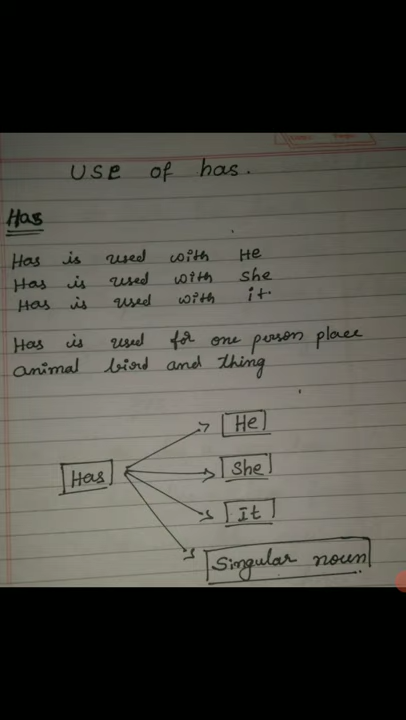 USE of has.
Has
Has is used with He
Has is used with she
Has is used with it.
Has is used for one person place
animal bird and thing
Has
He
She
It
Singular noun